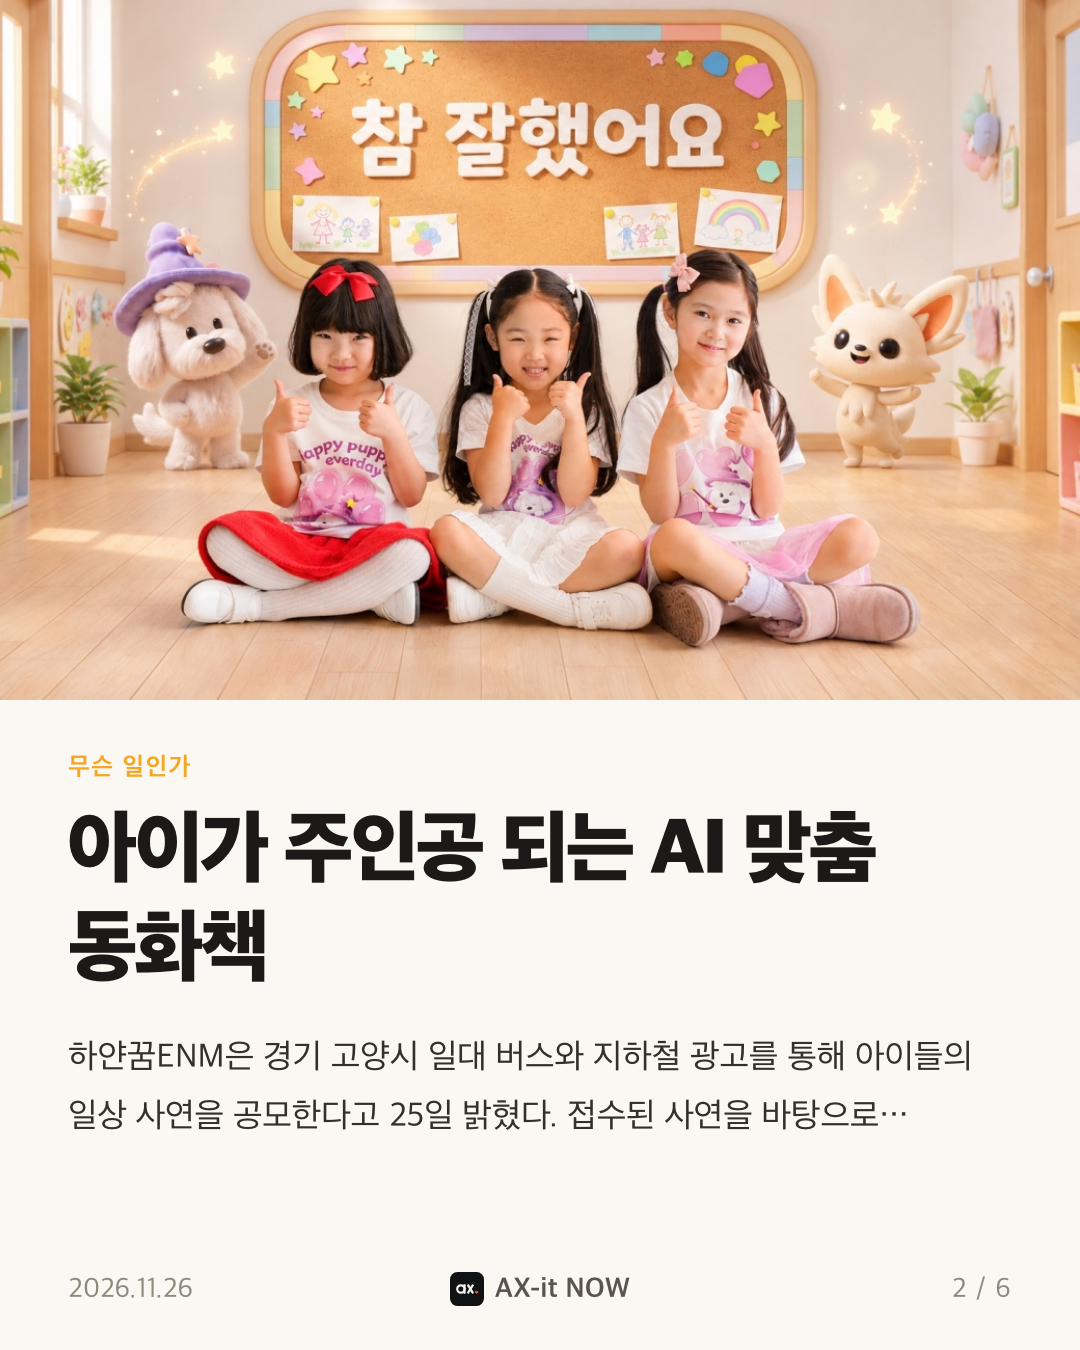 참 잘했어요
happy puppy
everday
무슨 일인가
아이가 주인공 되는 AI 맞춤
동화책
하얀꿈ENM은 경기 고양시 일대 버스와 지하철 광고를 통해 아이들의
일상 사연을 공모한다고 25일 밝혔다. 접수된 사연을 바탕으로…
2026.11.26
ax.
AX-it NOW
2 / 6